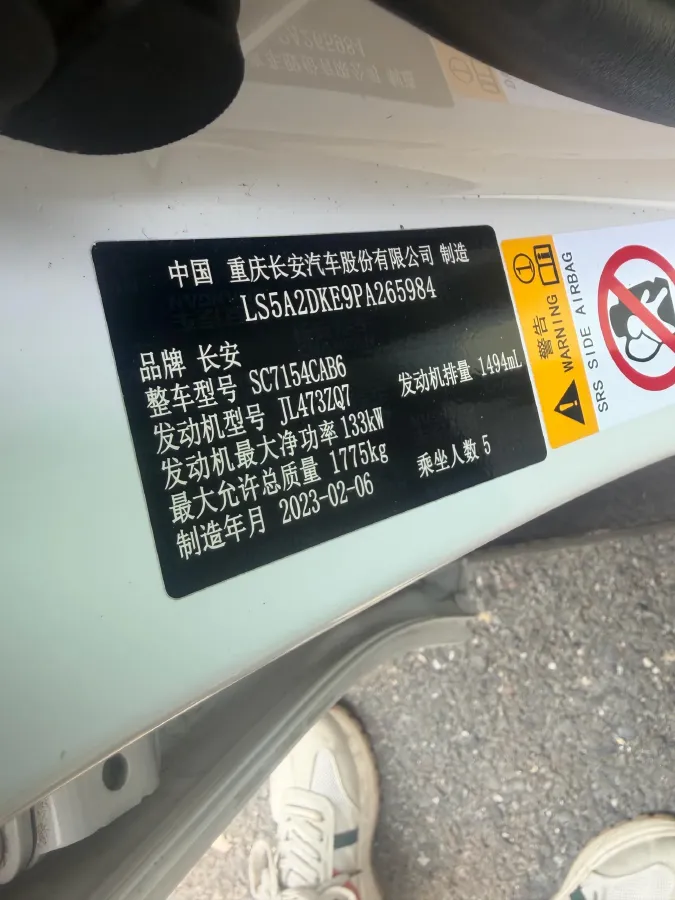 中国 重庆长安汽车股份有限公司 制造
LS5A2DKE9PA265984
品牌 长安
整车型号 SC7154CAB6
发动机型号 JL473ZQ7 发动机排量 1494mL
发动机最大净功率 133kW
最大允许总质量 1775kg 乘坐人数 5
制造年月 2023-02-06
警告
WARNING
SRS SIDE AIRBAG